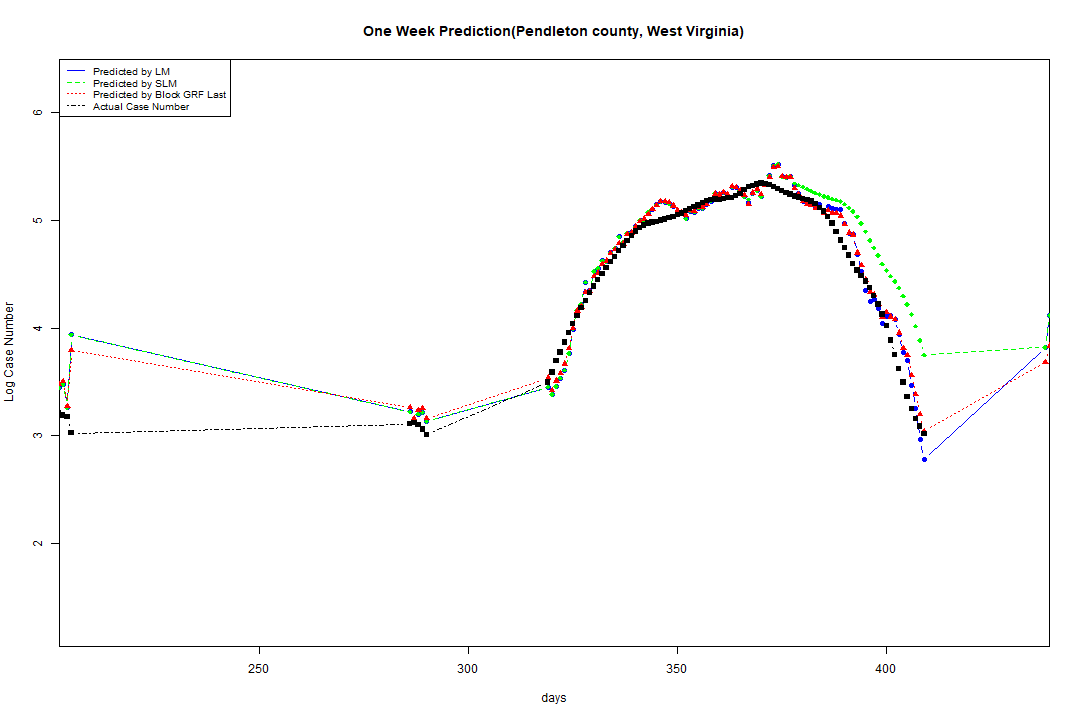 One Week Prediction(Pendleton county, West Virginia)
Predicted by LM
Predicted by SLM
Predicted by Block GRF Last
Actual Case Number
Log Case Number
6
5
4
3
2
250 300 350 400
days